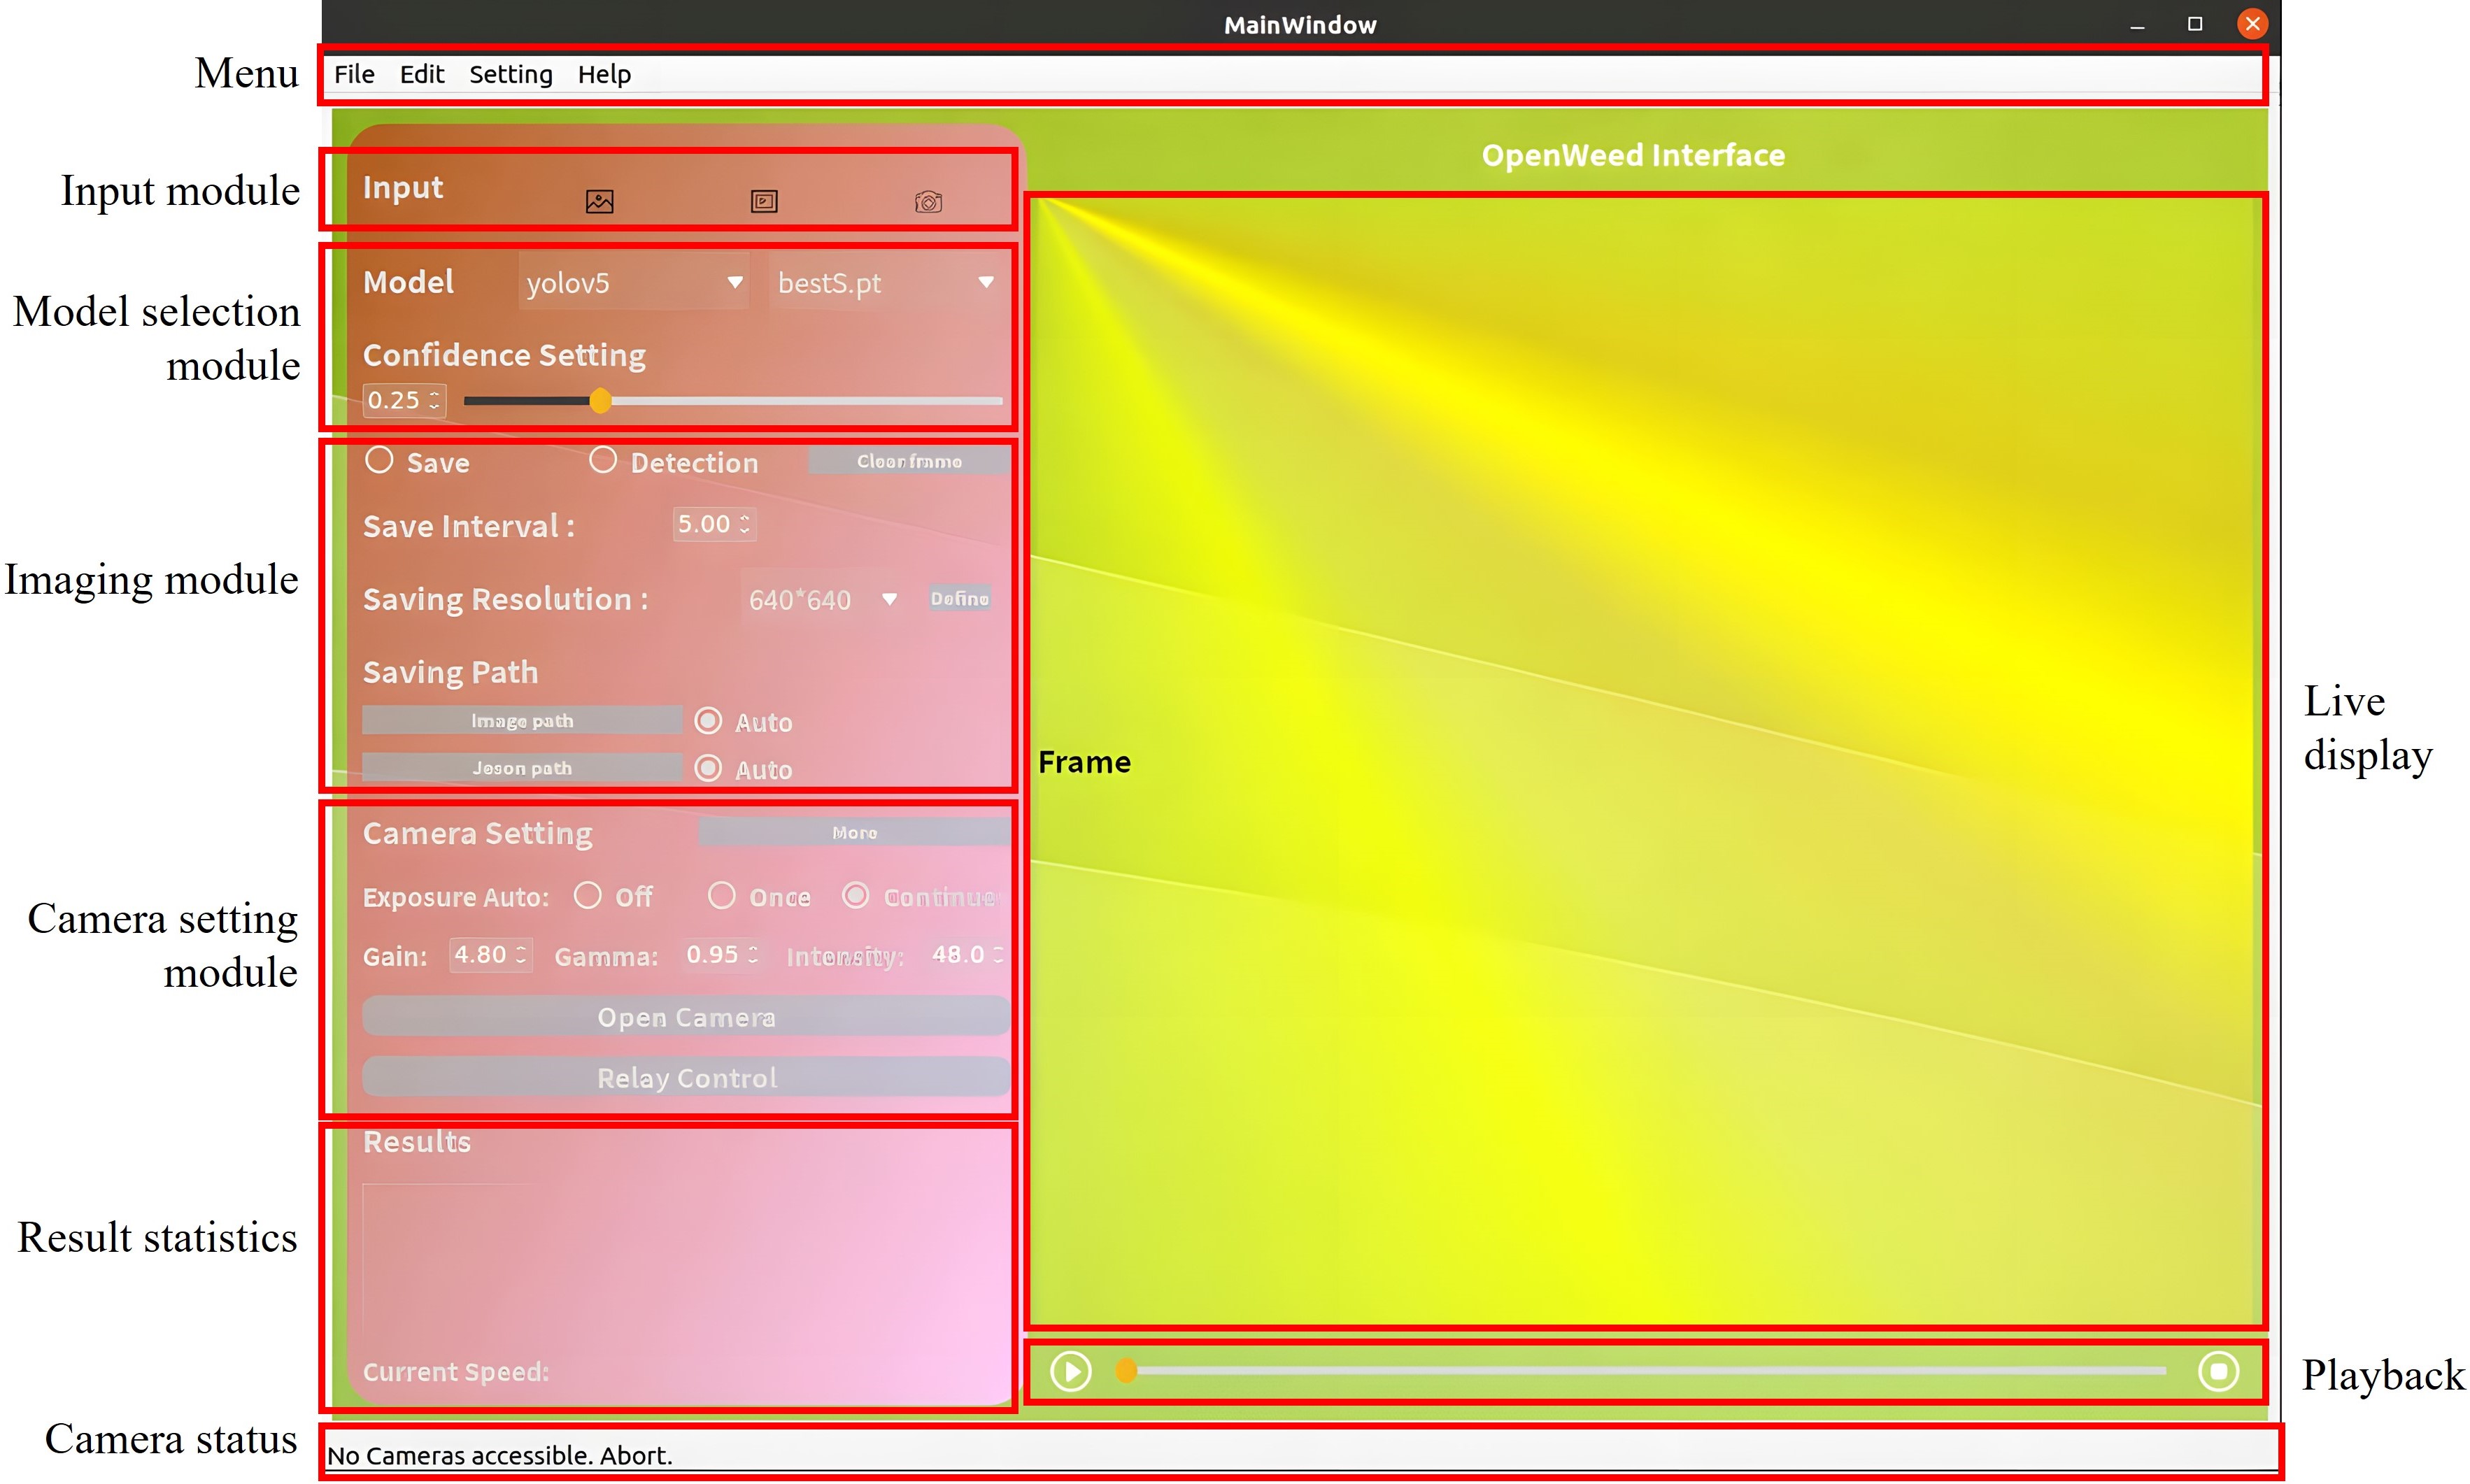 MainWindow
Menu
File Edit Setting Help
OpenWeed Interface
Input module
Input
Model selection
module
Model yolov5 bestS.pt
Confidence Setting
0.25
Imaging module
Save Detection Clear frame
Save Interval : 5.00
Saving Resolution : 640*640 Define
Saving Path
Image path Auto
Joson path Auto
Camera setting
module
Camera Setting More
Exposure Auto: Off Once Continue
Gain: 4.80 Gamma: 0.95 Intensity: 48.0
Open Camera
Relay Control
Result statistics
Results
Current Speed:
Frame
Live
display
Playback
Camera status
No Cameras accessible. Abort.